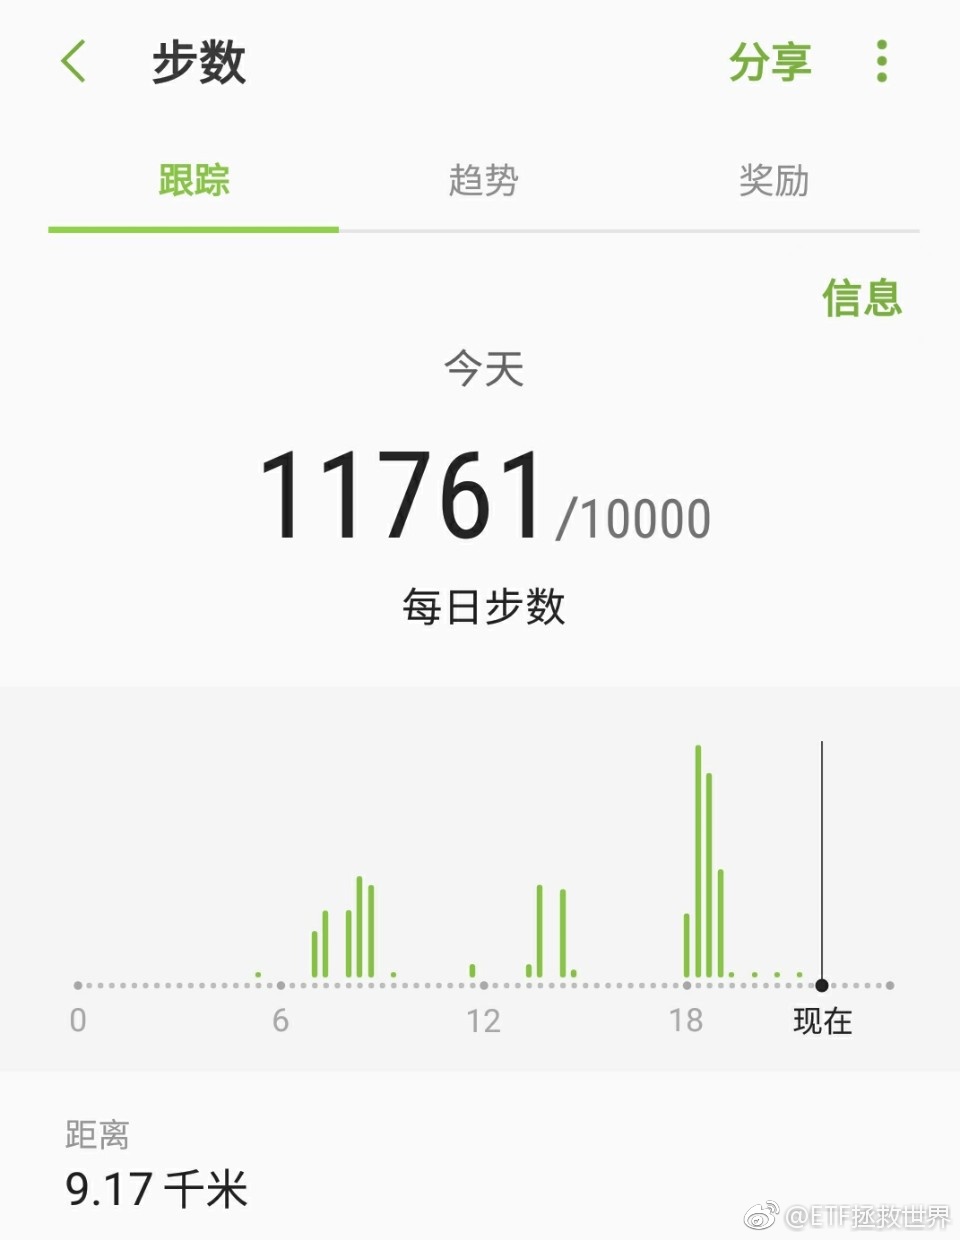 步数 分享
跟踪 趋势 奖励
信息
今天
11761/10000
每日步数
0 6 12 18 现在
距离
9.17 千米
@ETF拯救世界